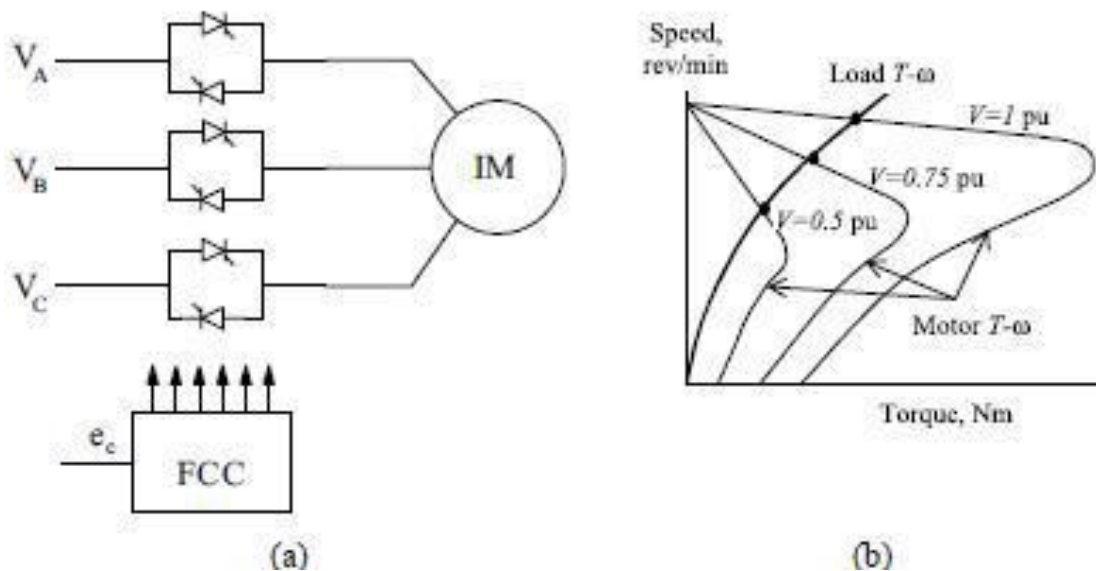 V_A
V_B
V_C
IM
e_c
FCC
(a)
Speed,
rev/min
Load T-ω
V=1 pu
V=0.75 pu
V=0.5 pu
Motor T-ω
Torque, Nm
(b)